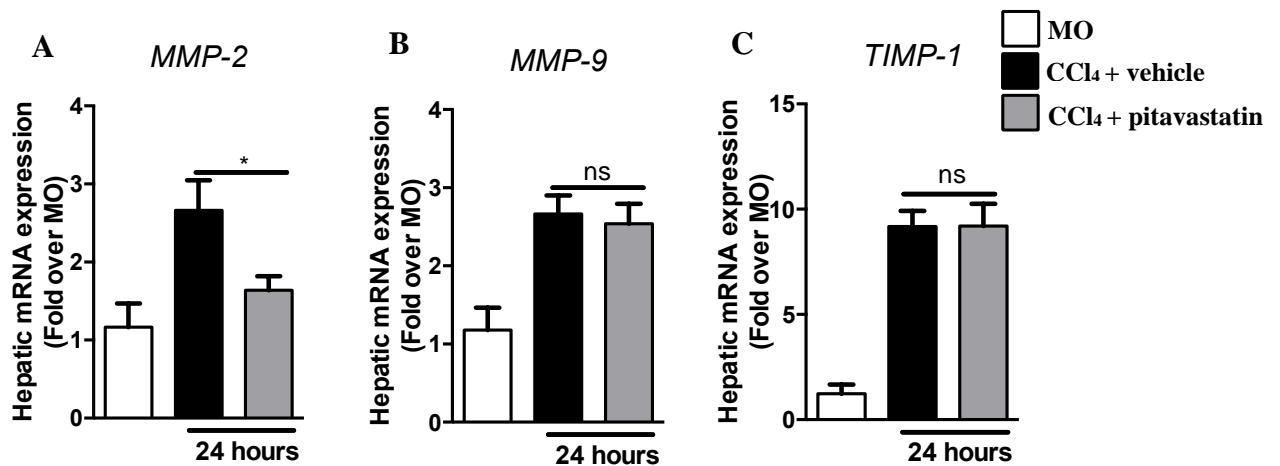 A
MMP-2
Hepatic mRNA expression
(Fold over MO)
4
3
2
1
0
*
24 hours
B
MMP-9
Hepatic mRNA expression
(Fold over MO)
4
3
2
1
0
ns
24 hours
C
TIMP-1
Hepatic mRNA expression
(Fold over MO)
15
10
5
0
ns
24 hours
MO
CCl₄ + vehicle
CCl₄ + pitavastatin